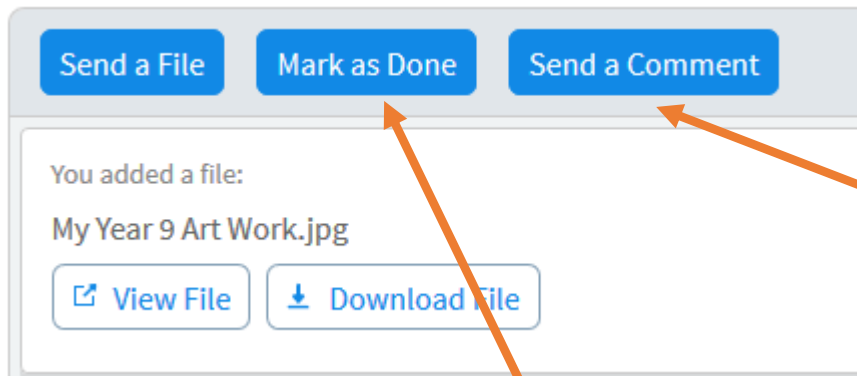 Send a File Mark as Done Send a Comment
You added a file:
My Year 9 Art Work.jpg
View File Download File